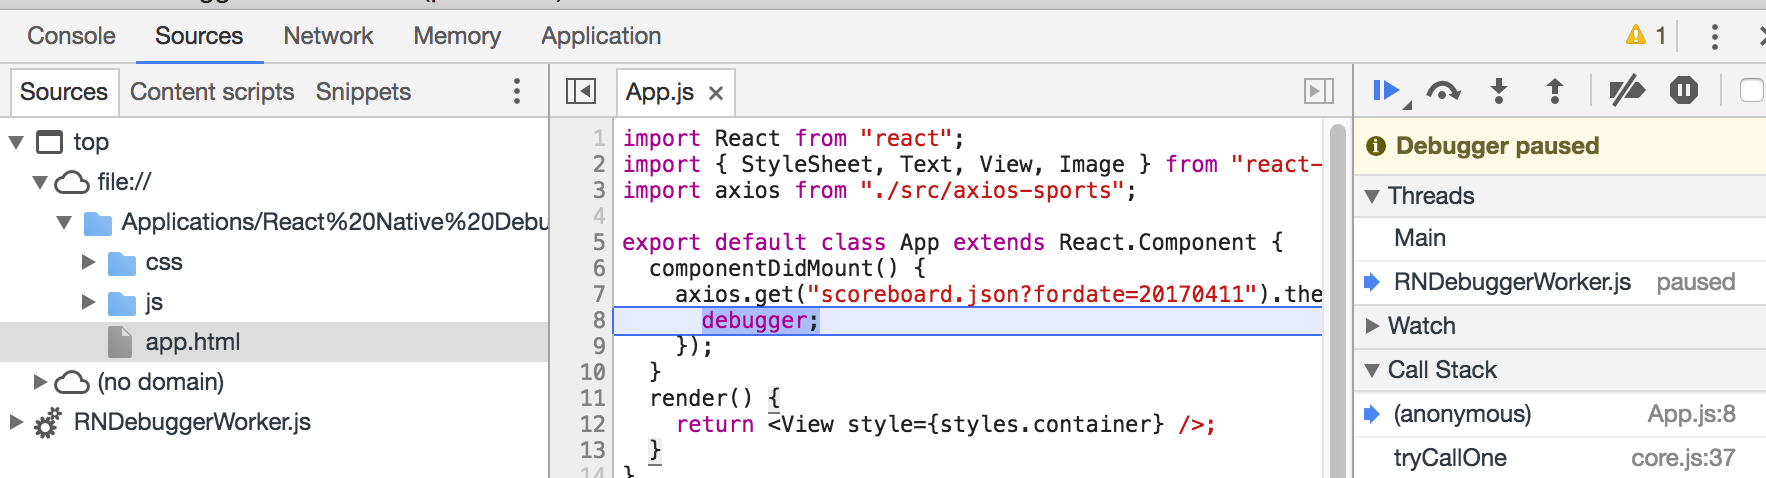 Console Sources Network Memory Application 1
Sources Content scripts Snippets
top
file://
Applications/React%20Native%20Debu
css
js
app.html
(no domain)
RNDebuggerWorker.js
App.js ×
1 import React from "react";
2 import { StyleSheet, Text, View, Image } from "react-
3 import axios from "./src/axios-sports";
4
5 export default class App extends React.Component {
6 componentDidMount() {
7 axios.get("scoreboard.json?fordate=20170411").the
8 debugger;
9 });
10 }
11 render() {
12 return <View style={styles.container} />;
13 }
14 }
Debugger paused
Threads
Main
RNDebuggerWorker.js paused
Watch
Call Stack
(anonymous) App.js:8
tryCallOne core.js:37